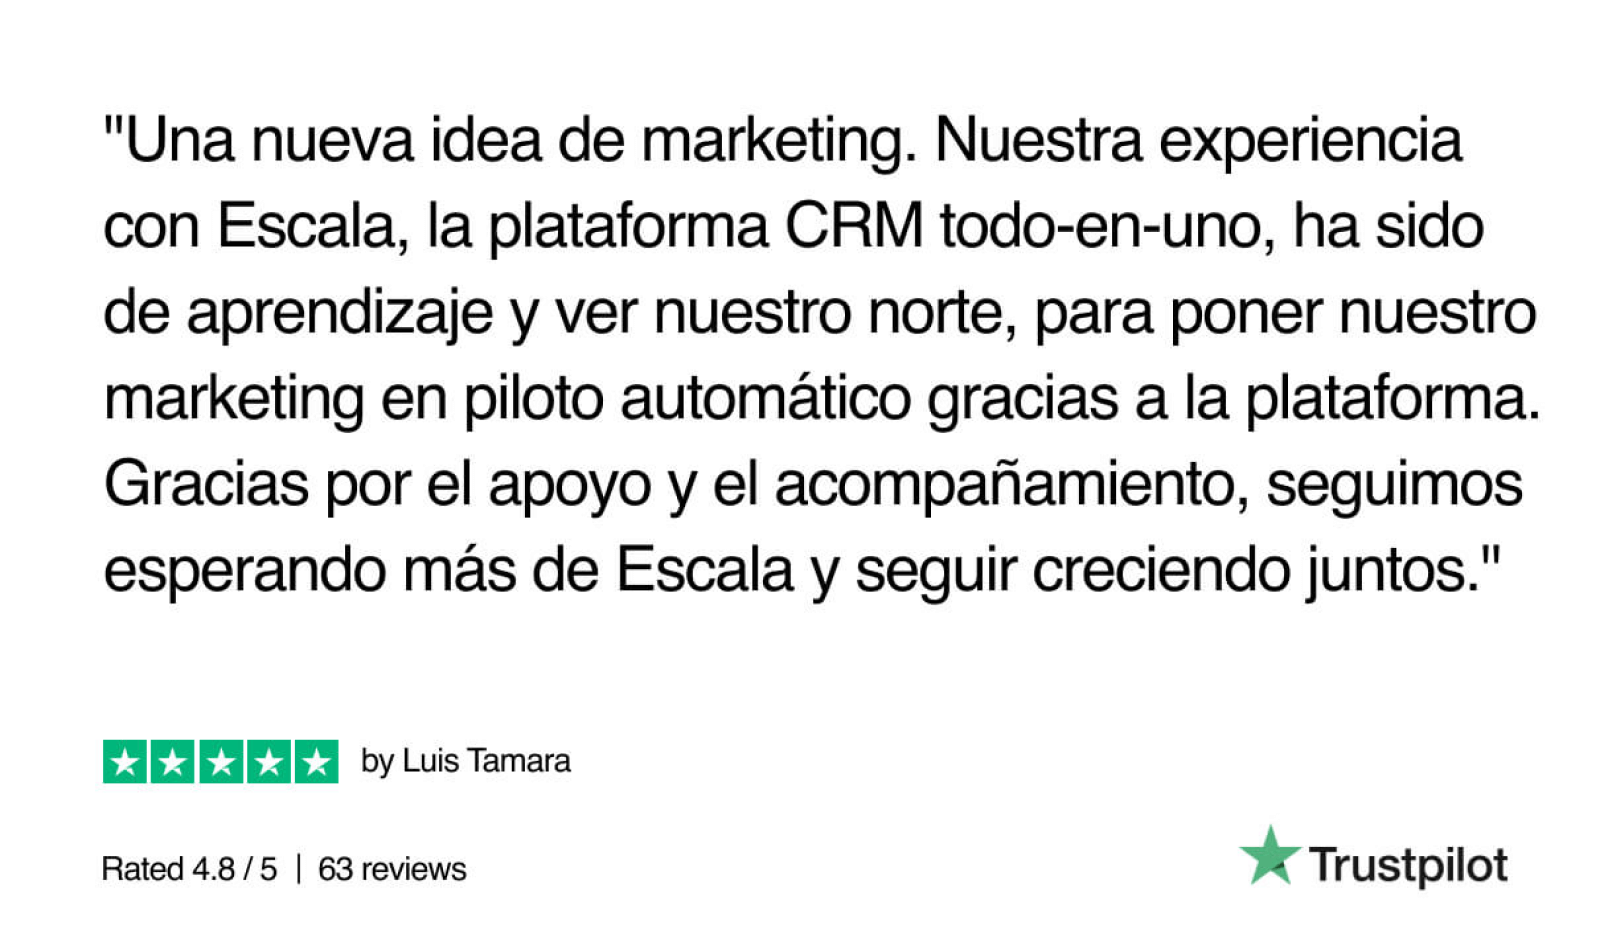 "Una nueva idea de marketing. Nuestra experiencia
con Escala, la plataforma CRM todo-en-uno, ha sido
de aprendizaje y ver nuestro norte, para poner nuestro
marketing en piloto automático gracias a la plataforma.
Gracias por el apoyo y el acompañamiento, seguimos
esperando más de Escala y seguir creciendo juntos."
by Luis Tamara
Rated 4.8 / 5 | 63 reviews
Trustpilot